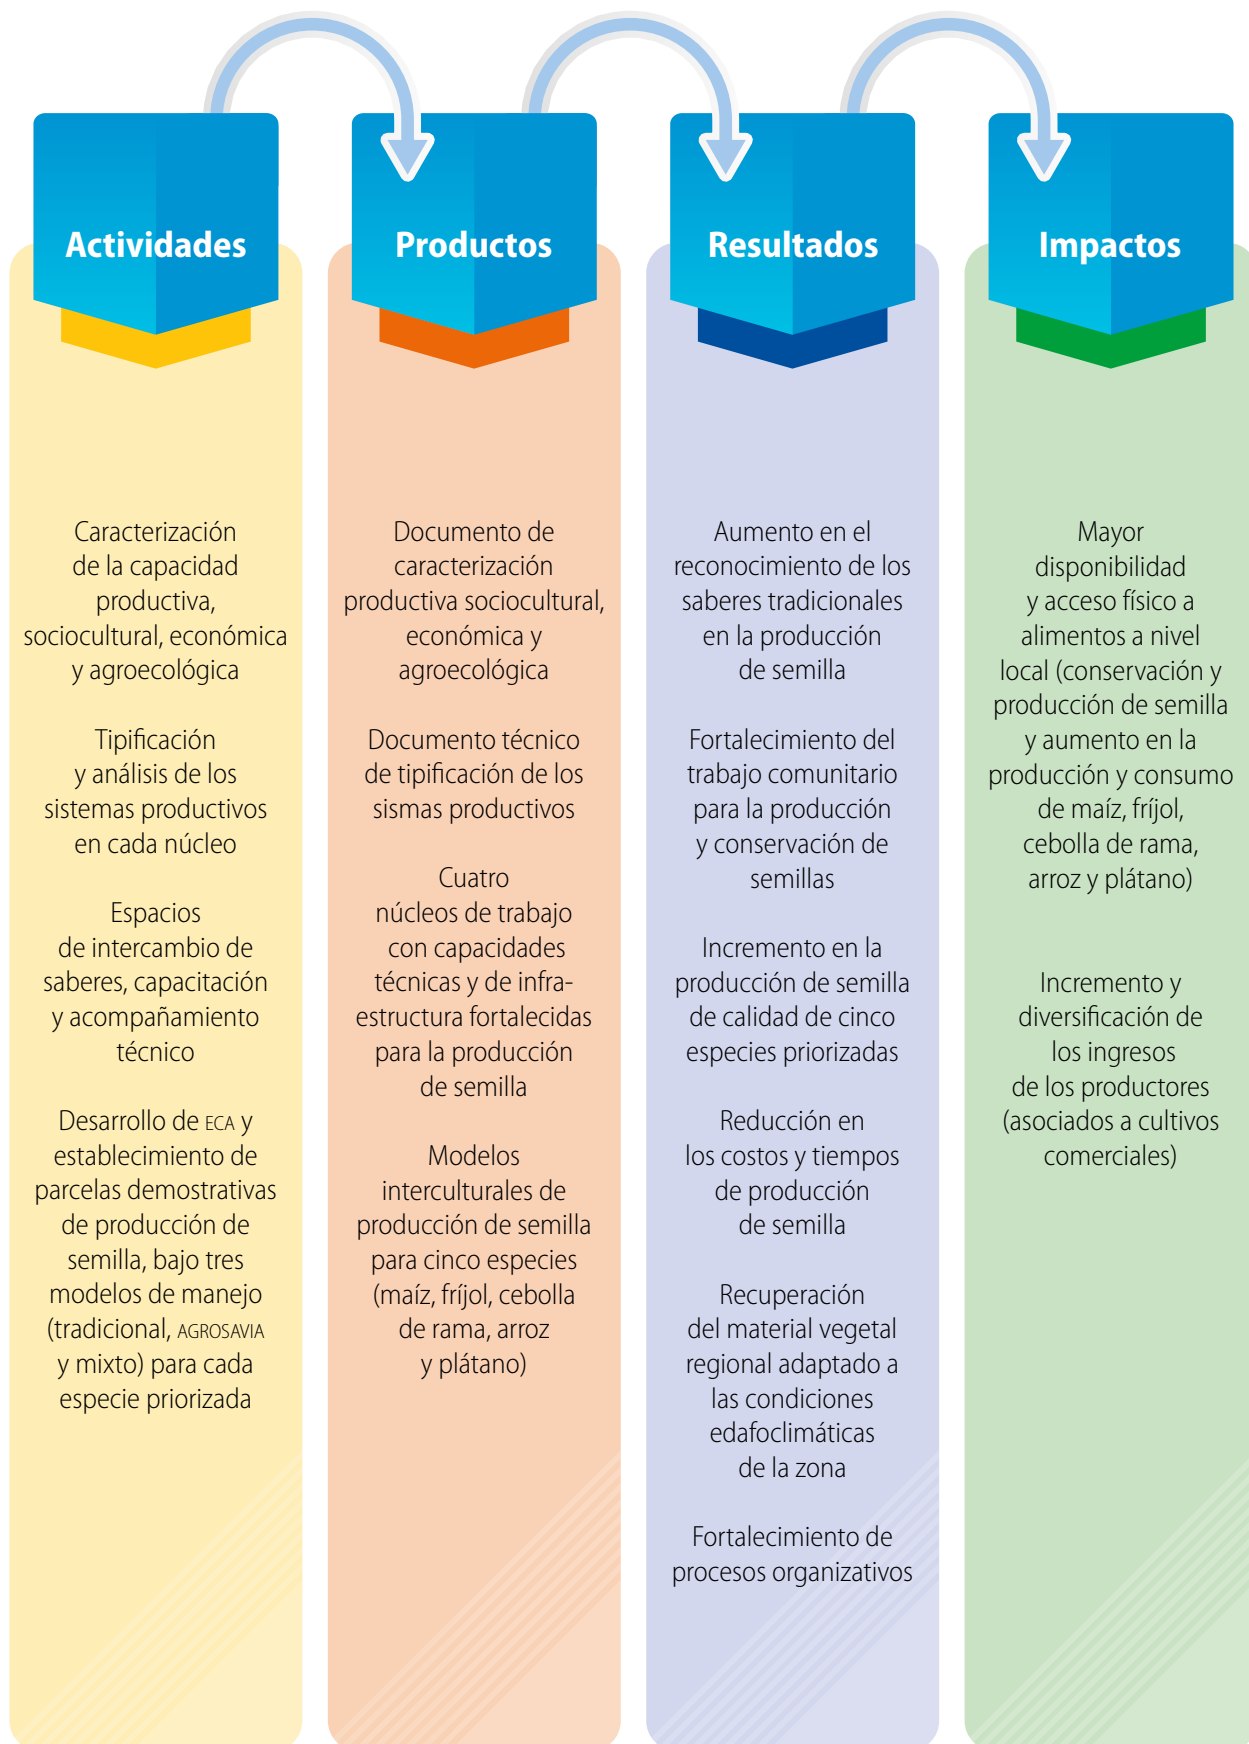 Actividades
Caracterización
de la capacidad
productiva,
sociocultural, económica
y agroecológica
Tipificación
y análisis de los
sistemas productivos
en cada núcleo
Espacios
de intercambio de
saberes, capacitación
y acompañamiento
técnico
Desarrollo de ECA y
establecimiento de
parcelas demostrativas
de producción de
semilla, bajo tres
modelos de manejo
(tradicional, AGROSAVIA
y mixto) para cada
especie priorizada
Productos
Documento de
caracterización
productiva sociocultural,
económica y
agroecológica
Documento técnico
de tipificación de los
sismas productivos
Cuatro
núcleos de trabajo
con capacidades
técnicas y de infra-
estructura fortalecidas
para la producción
de semilla
Modelos
interculturales de
producción de semilla
para cinco especies
(maíz, fríjol, cebolla
de rama, arroz
y plátano)
Resultados
Aumento en el
reconocimiento de los
saberes tradicionales
en la producción
de semilla
Fortalecimiento del
trabajo comunitario
para la producción
y conservación de
semillas
Incremento en la
producción de semilla
de calidad de cinco
especies priorizadas
Reducción en
los costos y tiempos
de producción
de semilla
Recuperación
del material vegetal
regional adaptado a
las condiciones
edafoclimáticas
de la zona
Fortalecimiento de
procesos organizativos
Impactos
Mayor
disponibilidad
y acceso físico a
alimentos a nivel
local (conservación y
producción de semilla
y aumento en la
producción y consumo
de maíz, fríjol,
cebolla de rama,
arroz y plátano)
Incremento y
diversificación de
los ingresos
de los productores
(asociados a cultivos
comerciales)